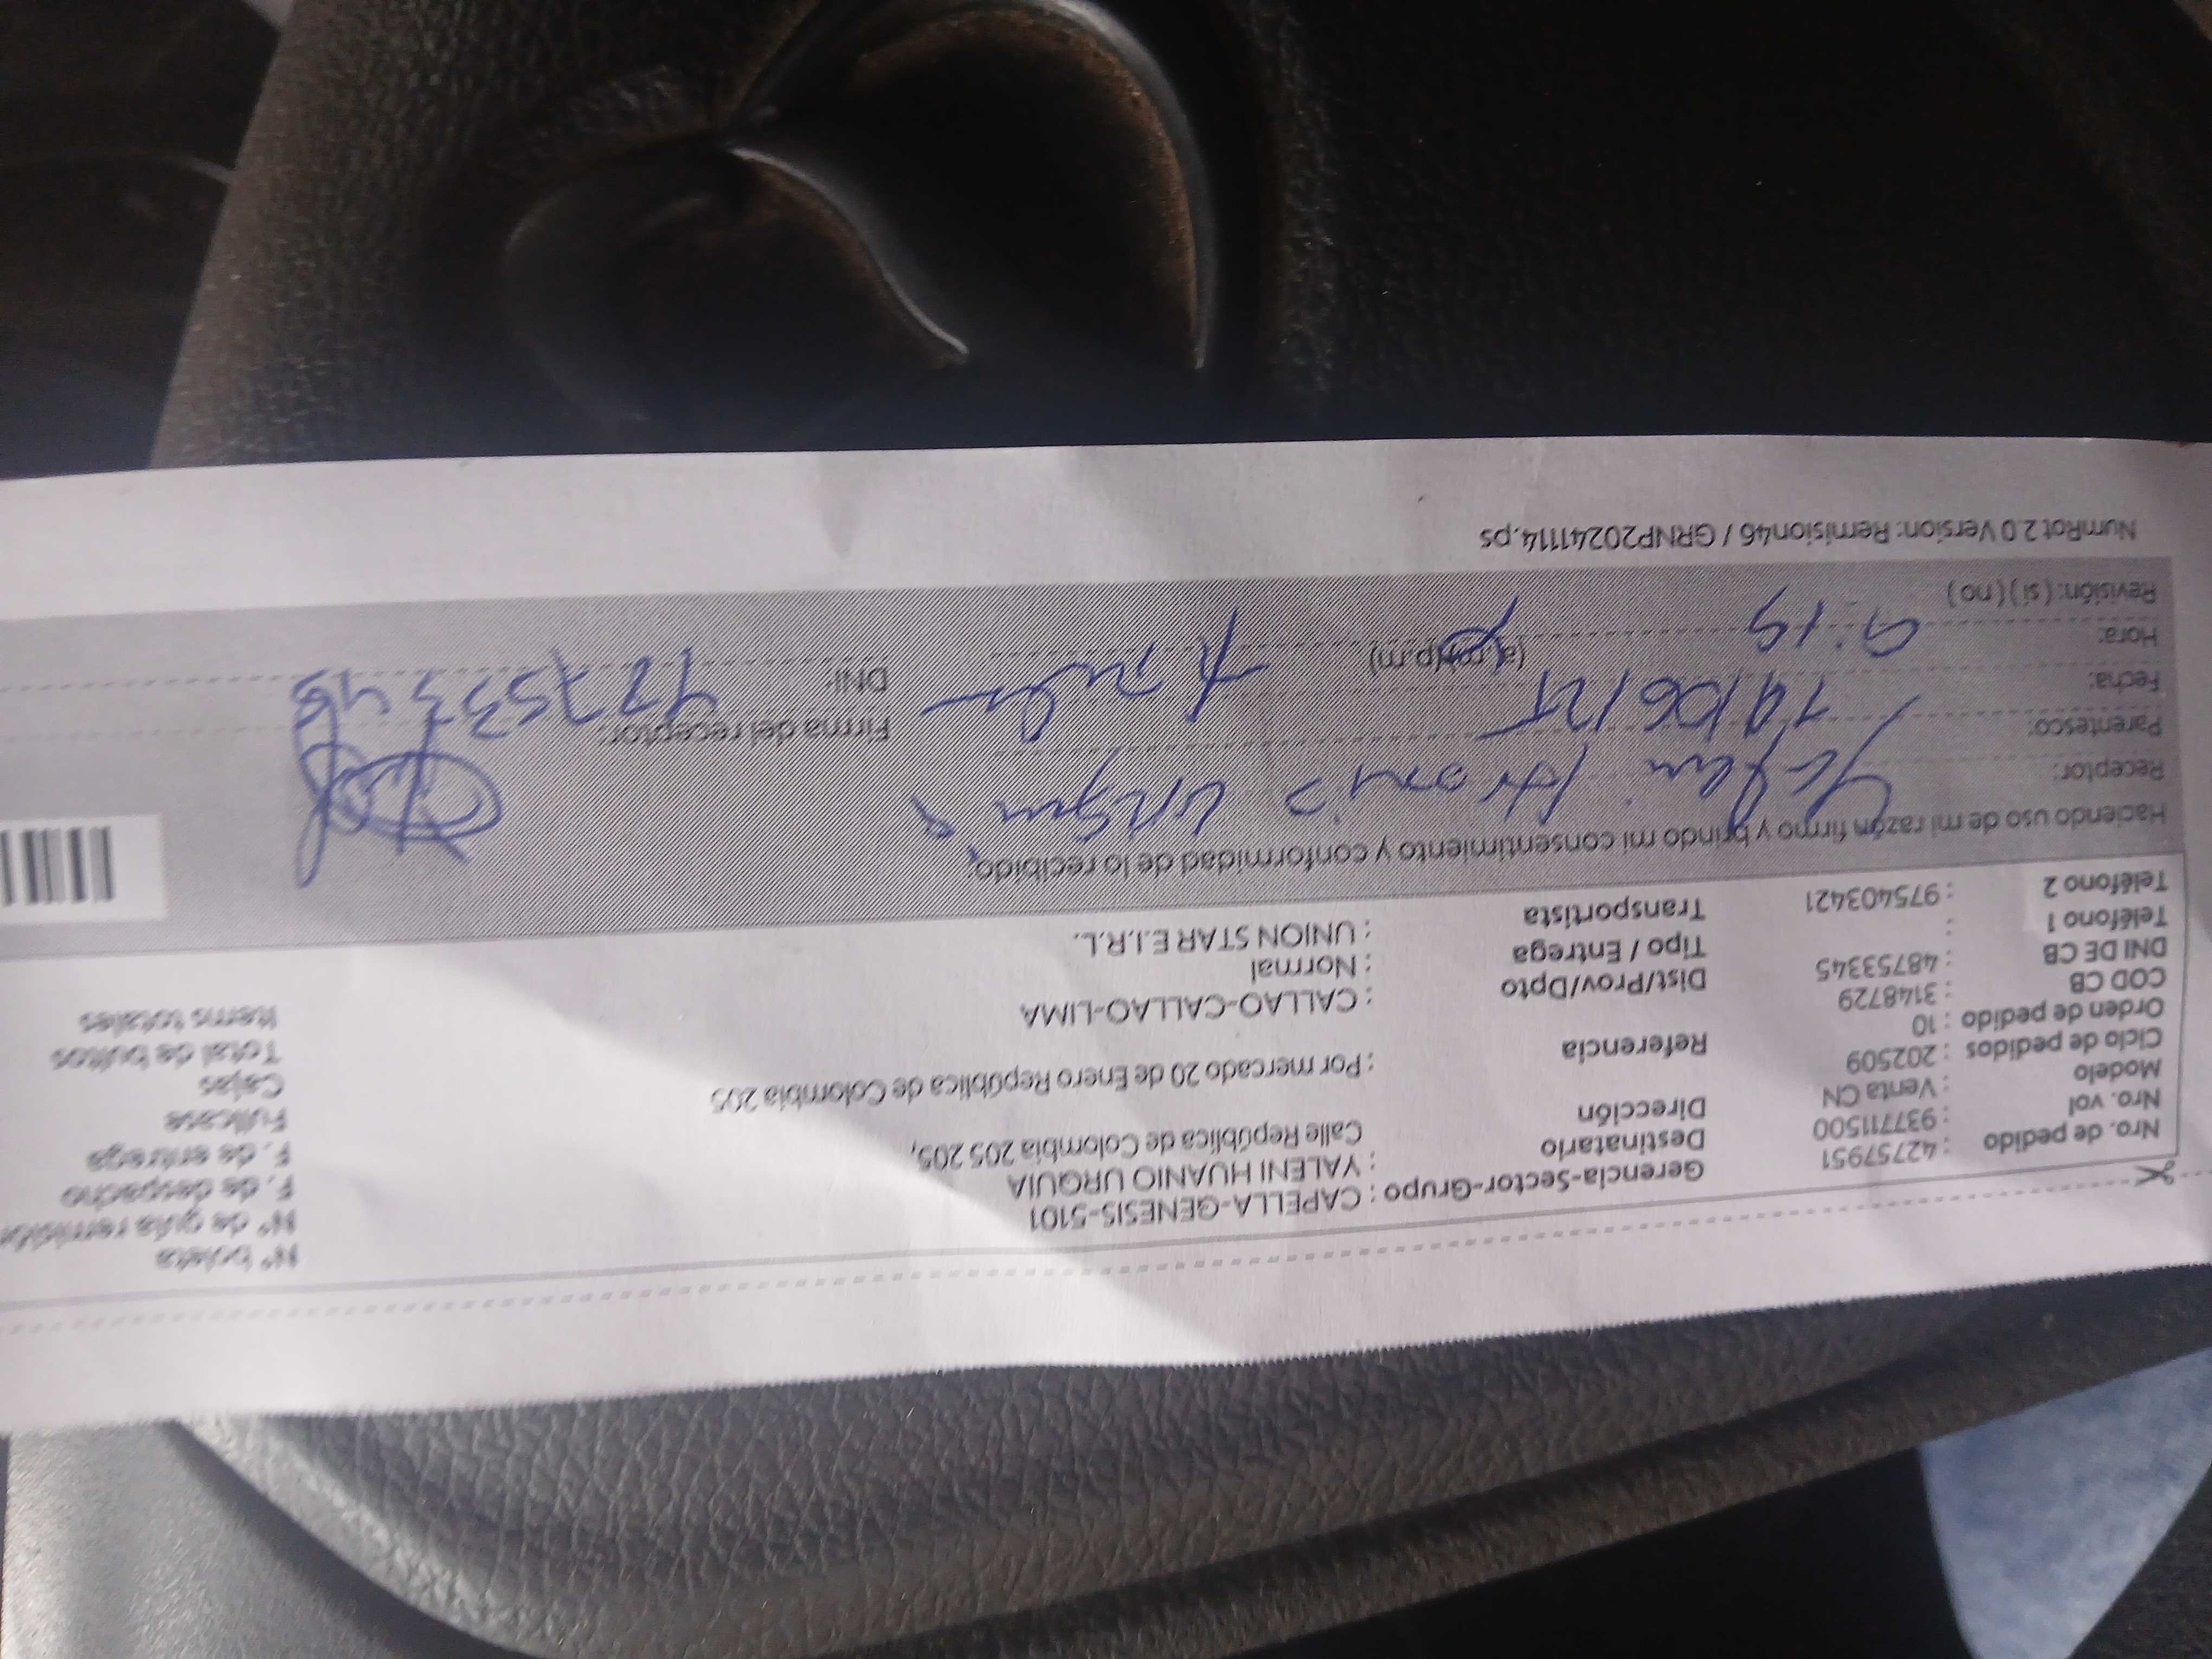 Nº boleta
Nº de guía remisión
F. de despacho
F. de entrega
Fullcase
Cajas
Total de bultos
Items totales
Nro. de pedido : 42757951
Nro. vol : 937711500
Modelo : Venta CN
Ciclo de pedidos : 202509
Orden de pedido : 10
COD CB : 3148729
DNI DE CB : 48753345
Teléfono 1 :
Teléfono 2 : 975403421
Gerencia-Sector-Grupo : CAPELLA-GENESIS-5101
Destinatario : YALENI HUANIO URQUIA
Dirección Calle República de Colombia 205 205,
Referencia : Por mercado 20 de Enero República de Colombia 205
Dist/Prov/Dpto : CALLAO-CALLAO-LIMA
Tipo / Entrega : Normal
Transportista : UNION STAR E.I.R.L.
Haciendo uso de mi razón firmo y brindo mi consentimiento y conformidad de lo recibido:
Receptor:
Parentesco:
Fecha:
Hora: 9:19 (a.m)(p.m)
Revisión: (sí) (no)
Firma del receptor:
DNI: 48753345
NumRot 2.0 Version: Remision46 / GRNP20241114.ps